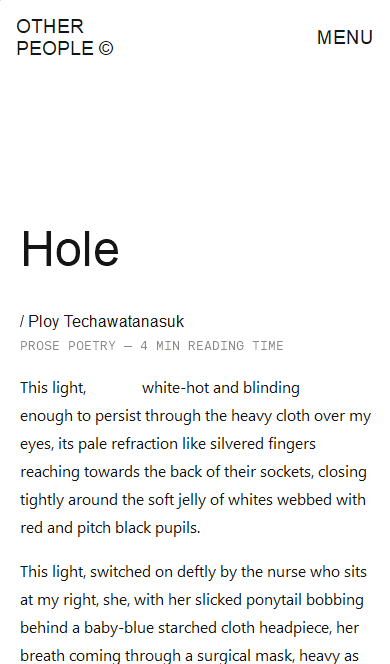 OTHER
PEOPLE ©
MENU
Hole
/ Ploy Techawatanasuk
PROSE POETRY — 4 MIN READING TIME
This light, white-hot and blinding
enough to persist through the heavy cloth over my
eyes, its pale refraction like silvered fingers
reaching towards the back of their sockets, closing
tightly around the soft jelly of whites webbed with
red and pitch black pupils.
This light, switched on deftly by the nurse who sits
at my right, she, with her slicked ponytail bobbing
behind a baby-blue starched cloth headpiece, her
breath coming through a surgical mask, heavy as